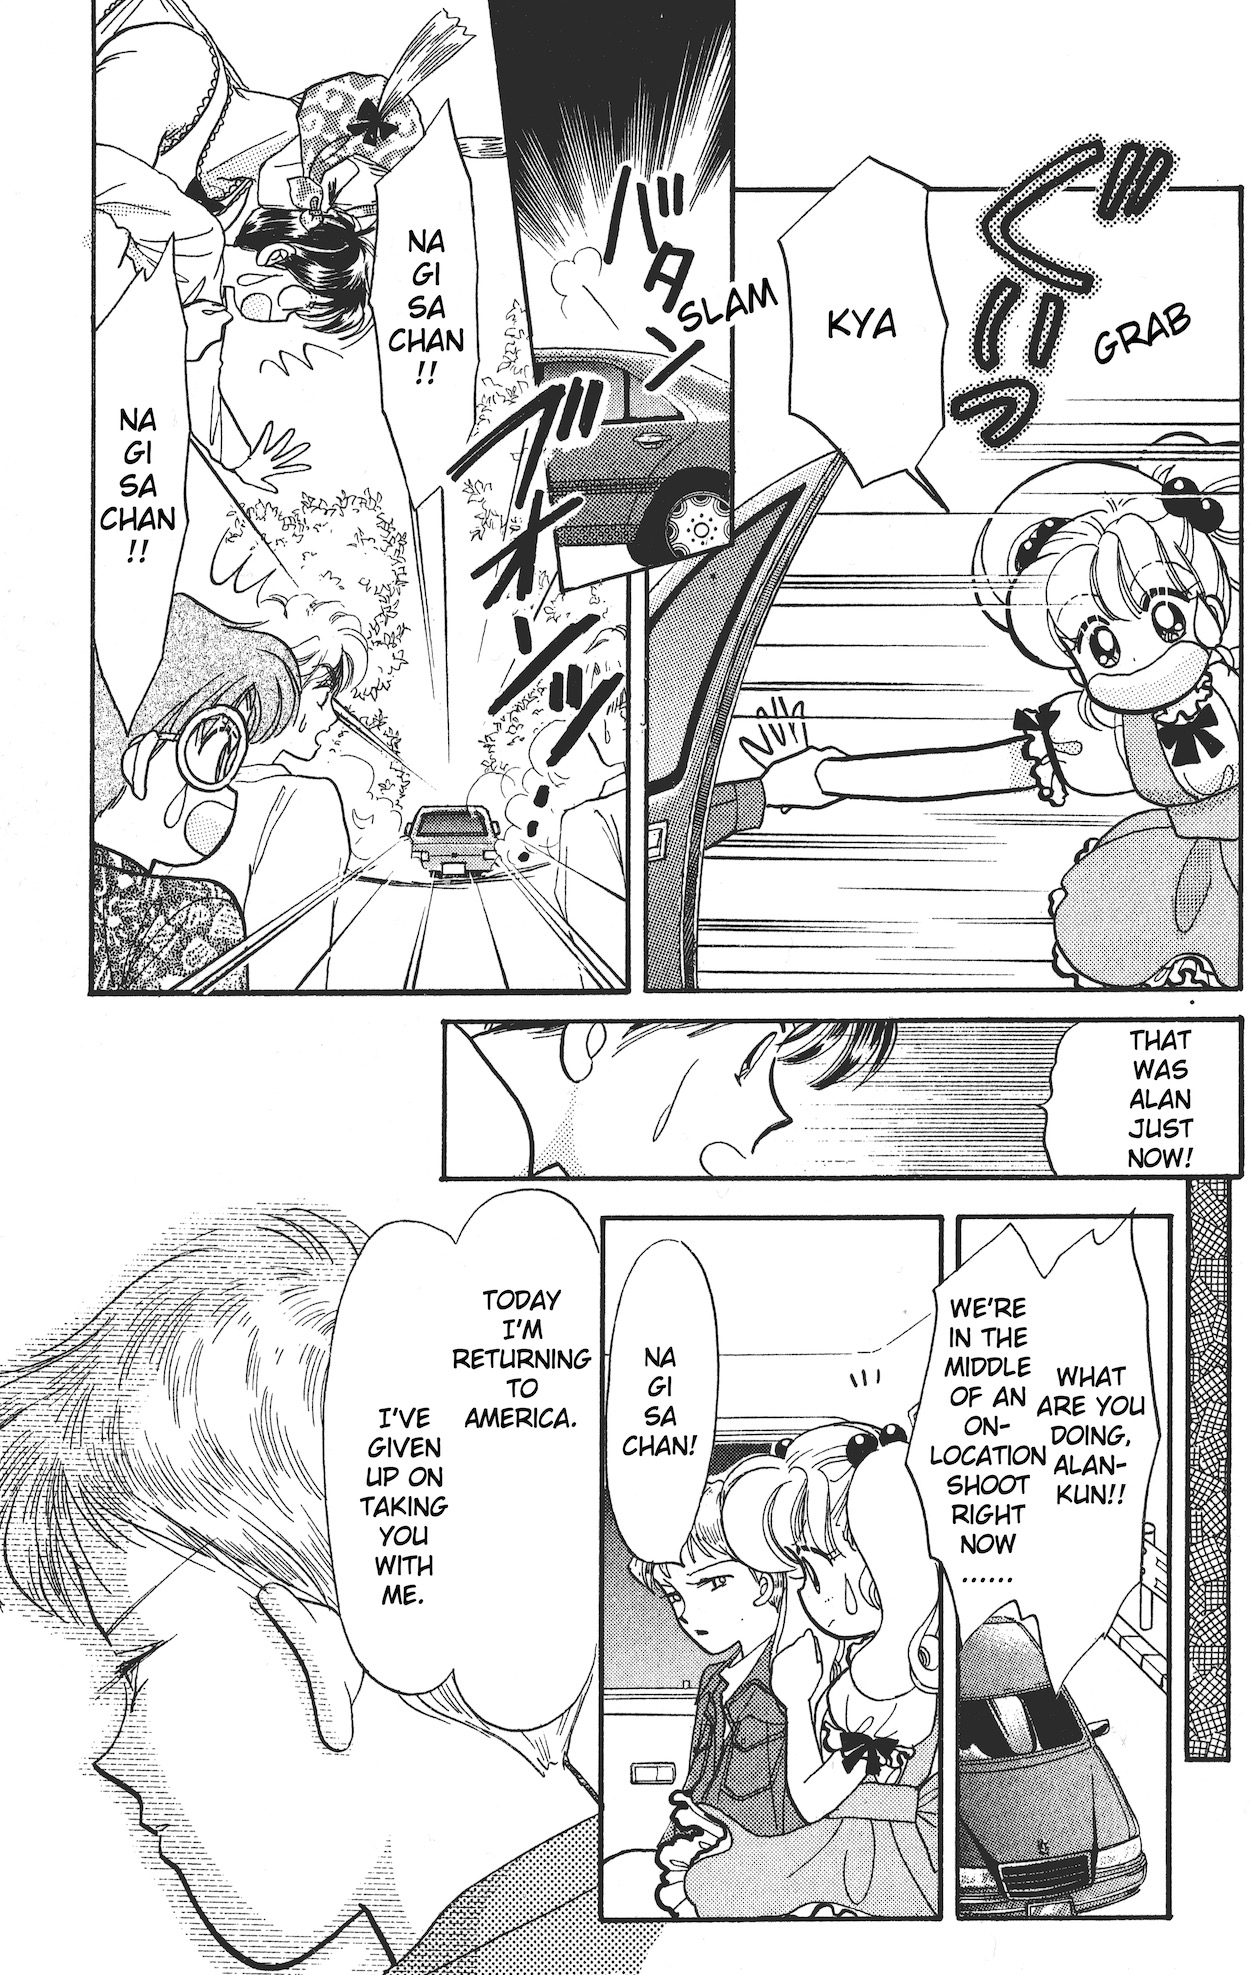 ぐいっ
GRAB
KYA
バタン
SLAM
ブオンッ
NA
GI
SA
CHAN
!!
NA
GI
SA
CHAN
!!
THAT
WAS
ALAN
JUST
NOW!
WHAT
ARE YOU
DOING,
ALAN-
KUN!!
WE'RE
IN THE
MIDDLE
OF AN
ON-
LOCATION
SHOOT
RIGHT
NOW
......
NA
GI
SA
CHAN!
TODAY
I'M
RETURNING
TO
AMERICA.
I'VE
GIVEN
UP ON
TAKING
YOU
WITH
ME.